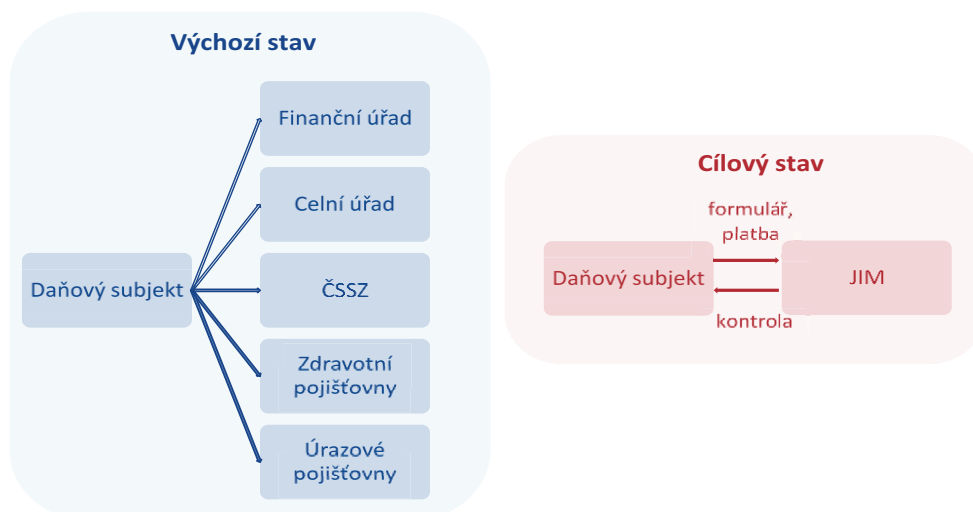 Výchozí stav
Finanční úřad
Celní úřad
Daňový subjekt
ČSSZ
Zdravotní
pojišťovny
Úrazové
pojišťovny
Cílový stav
formulář,
platba
Daňový subjekt
JIM
kontrola